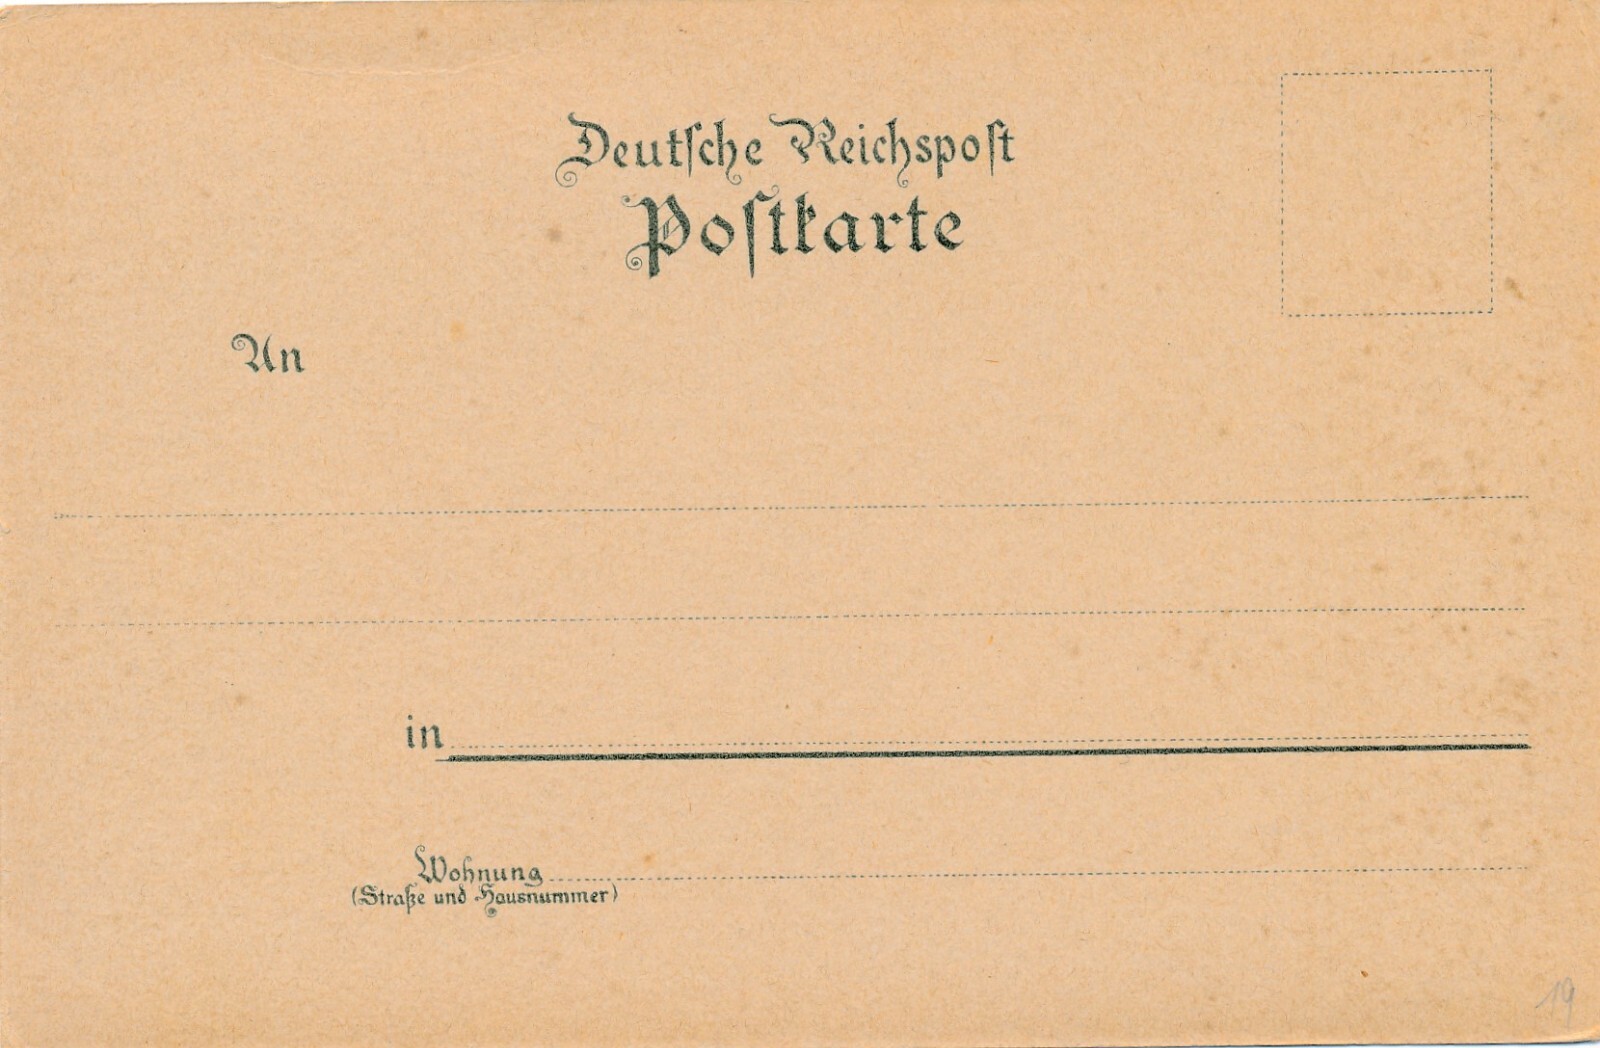 Deutſche Reichspoſt
Poſtkarte
An
in
Wohnung
(Straße und Hausnummer)
19